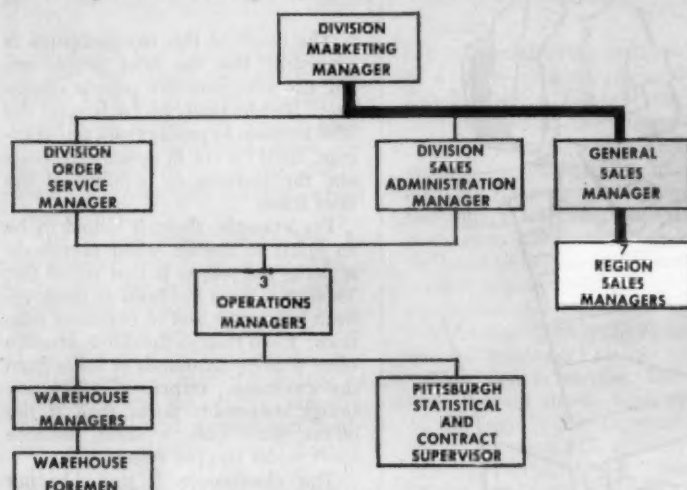 DIVISION
MARKETING
MANAGER
DIVISION
ORDER
SERVICE
MANAGER
DIVISION
SALES
ADMINISTRATION
MANAGER
GENERAL
SALES
MANAGER
7
REGION
SALES
MANAGERS
3
OPERATIONS
MANAGERS
WAREHOUSE
MANAGERS
PITTSBURGH
STATISTICAL
AND
CONTRACT
SUPERVISOR
WAREHOUSE
FOREMEN